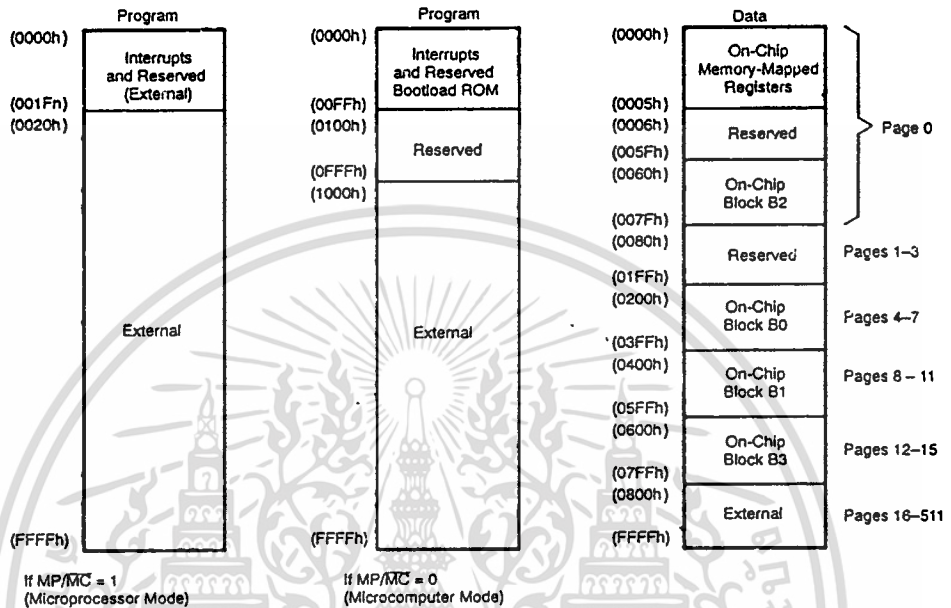 Program
(0000h)
Interrupts
and Reserved
(External)
(001Fn)
(0020h)
External
(FFFFh)
If MP/M̅C̅ = 1
(Microprocessor Mode)
Program
(0000h)
Interrupts
and Reserved
Bootload ROM
(00FFh)
(0100h)
Reserved
(0FFFh)
(1000h)
External
(FFFFh)
If MP/M̅C̅ = 0
(Microcomputer Mode)
Data
(0000h)
On-Chip
Memory-Mapped
Registers
(0005h)
(0006h)
Reserved
(005Fh)
(0060h)
On-Chip
Block B2
(007Fh)
Page 0
(0080h)
Reserved
Pages 1–3
(01FFh)
(0200h)
On-Chip
Block B0
Pages 4–7
(03FFh)
(0400h)
On-Chip
Block B1
Pages 8 – 11
(05FFh)
(0600h)
On-Chip
Block B3
Pages 12–15
(07FFh)
(0800h)
External
Pages 16–511
(FFFFh)